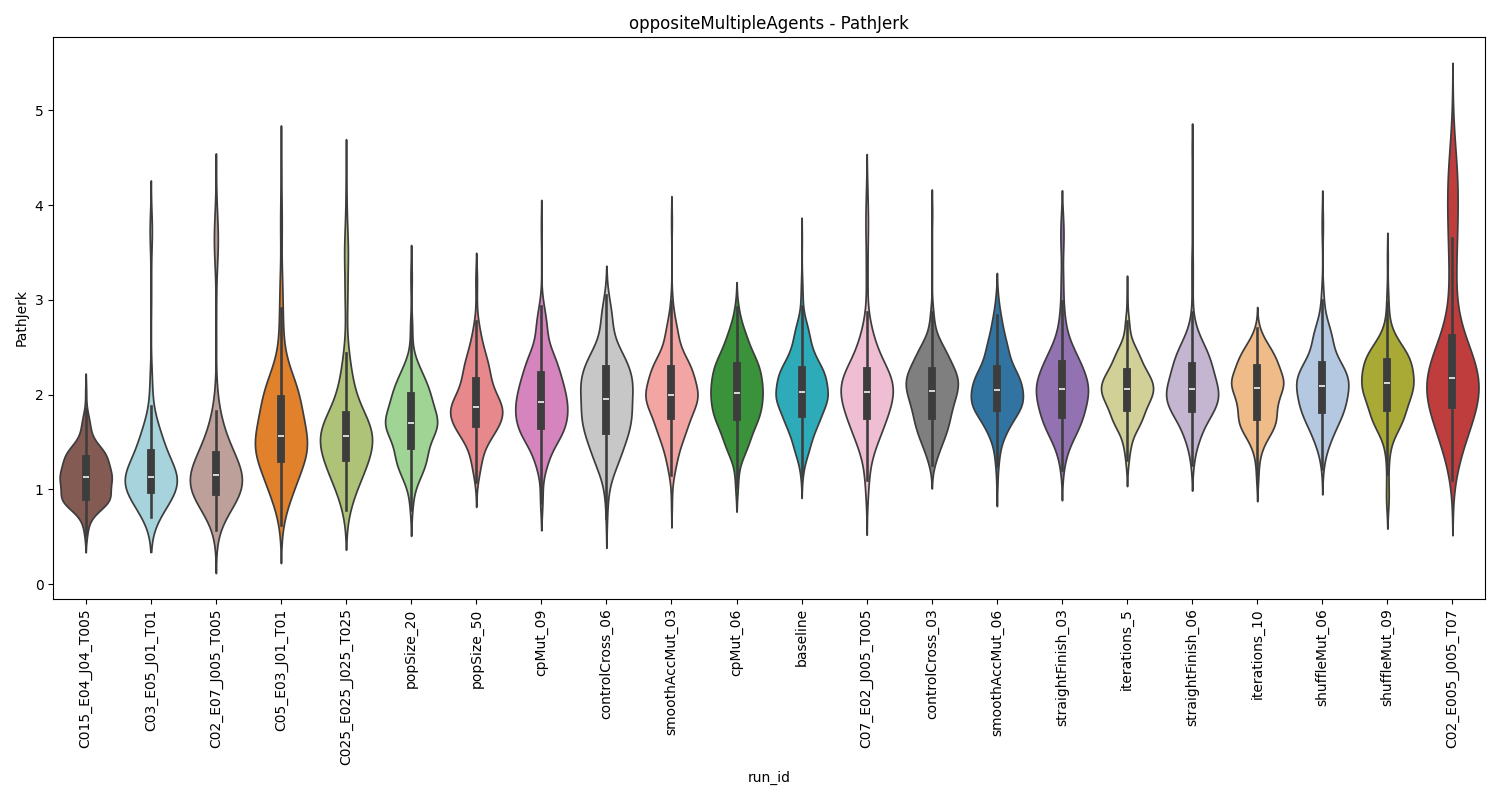 oppositeMultipleAgents - PathJerk
PathJerk
5
4
3
2
1
0
C015_E04_J04_T005
C03_E05_J01_T01
C02_E07_J005_T005
C05_E03_J01_T01
C025_E025_J025_T025
popSize_20
popSize_50
cpMut_09
controlCross_06
smoothAccMut_03
cpMut_06
baseline
C07_E02_J005_T005
controlCross_03
smoothAccMut_06
straightFinish_03
iterations_5
straightFinish_06
iterations_10
shuffleMut_06
shuffleMut_09
C02_E005_J005_T07
run_id